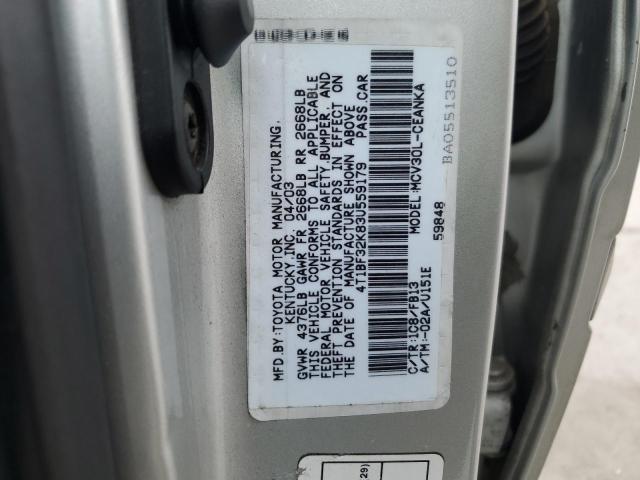 MFD.BY:TOYOTA MOTOR MANUFACTURING,
KENTUCKY,INC. 04/03
GVWR 4376LB GAWR FR 2668LB RR 2668LB
THIS VEHICLE CONFORMS TO ALL APPLICABLE
FEDERAL MOTOR VEHICLE SAFETY,BUMPER, AND
THEFT PREVENTION STANDARDS IN EFFECT ON
THE DATE OF MANUFACTURE SHOWN ABOVE
4T1BF32K83U559179 PASS.CAR
C/TR:1C8/FB13 MODEL:MCV30L-CEANKA
A/TM:-02A/U151E 59848
BA05513510
29)